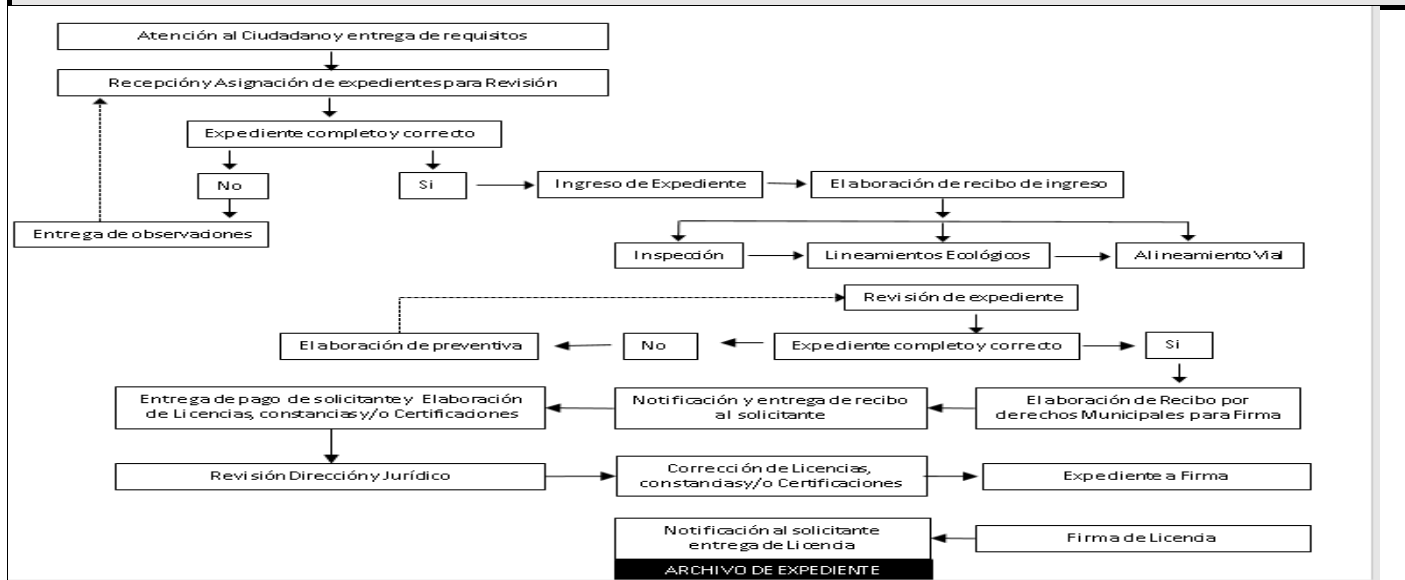 Atención al Ciudadano y entrega de requisitos
Recepción y Asignación de expedientes para Revisión
Expediente completo y correcto
No
Si
Ingreso de Expediente
Elaboración de recibo de ingreso
Entrega de observaciones
Inspección
Lineamientos Ecológicos
Alineamiento Vial
Revisión de expediente
Elaboración de preventiva
No
Expediente completo y correcto
Si
Entrega de pago de solicitante y Elaboración
de Licencias, constancias y/o Certificaciones
Notificación y entrega de recibo
al solicitante
Elaboración de Recibo por
derechos Municipales para Firma
Revisión Dirección y Jurídico
Corrección de Licencias,
constancias y/o Certificaciones
Expediente a Firma
Notificación al solicitante
entrega de Licencia
Firma de Licencia
ARCHIVO DE EXPEDIENTE